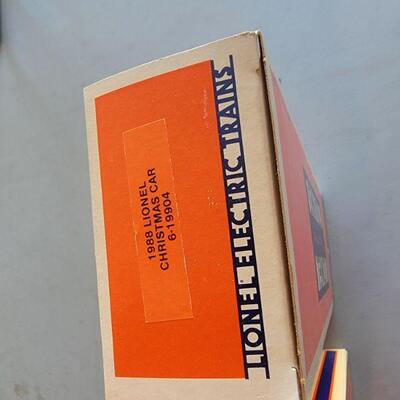 1988 LIONEL
CHRISTMAS CAR
6-19904
LIONEL ELECTRIC TRAINS